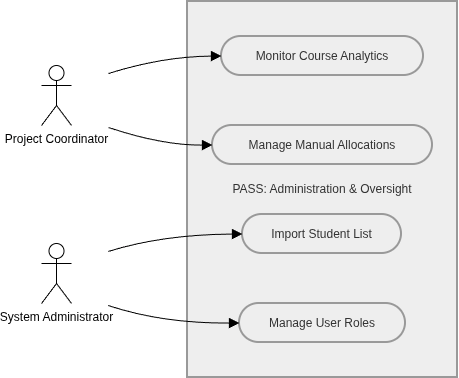 Monitor Course Analytics
Project Coordinator
Manage Manual Allocations
PASS: Administration & Oversight
Import Student List
System Administrator
Manage User Roles